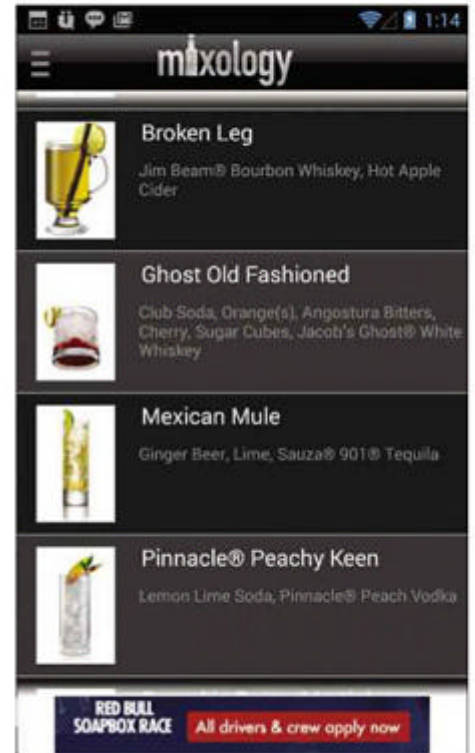 1:14
mixology
Broken Leg
Jim Beam® Bourbon Whiskey, Hot Apple
Cider
Ghost Old Fashioned
Club Soda, Orange(s), Angostura Bitters,
Cherry, Sugar Cubes, Jacob's Ghost® White
Whiskey
Mexican Mule
Ginger Beer, Lime, Sauza® 901® Tequila
Pinnacle® Peachy Keen
Lemon Lime Soda, Pinnacle® Peach Vodka
RED BULL
SOAPBOX RACE
All drivers & crew apply now